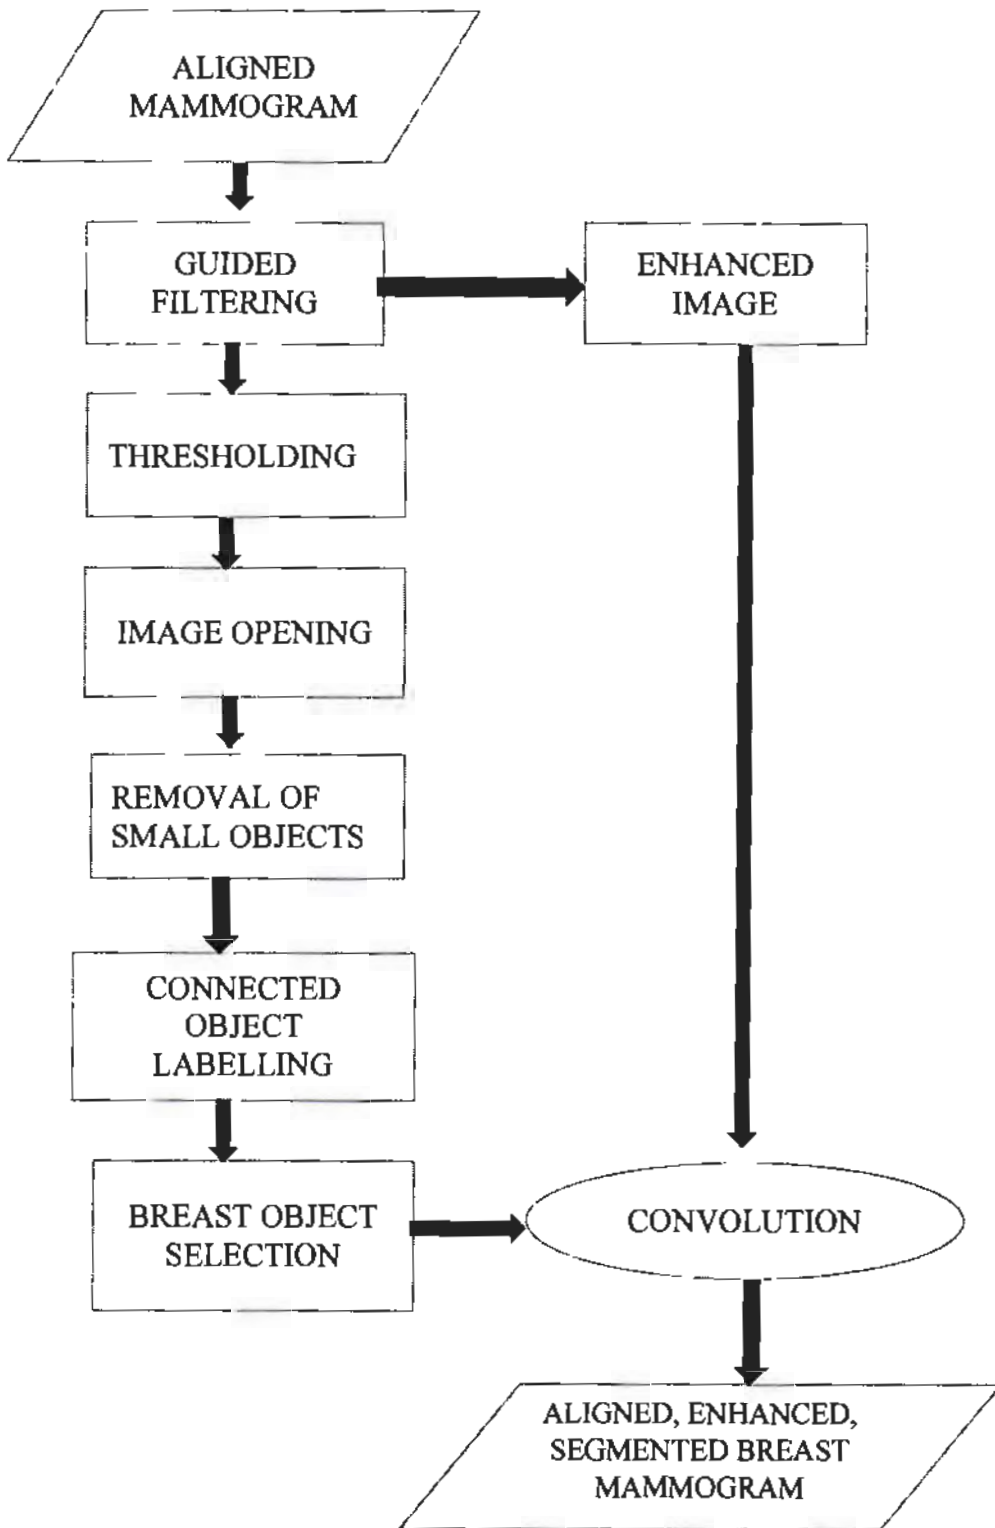 ALIGNED
MAMMOGRAM
GUIDED
FILTERING
ENHANCED
IMAGE
THRESHOLDING
IMAGE OPENING
REMOVAL OF
SMALL OBJECTS
CONNECTED
OBJECT
LABELLING
BREAST OBJECT
SELECTION
CONVOLUTION
ALIGNED, ENHANCED,
SEGMENTED BREAST
MAMMOGRAM